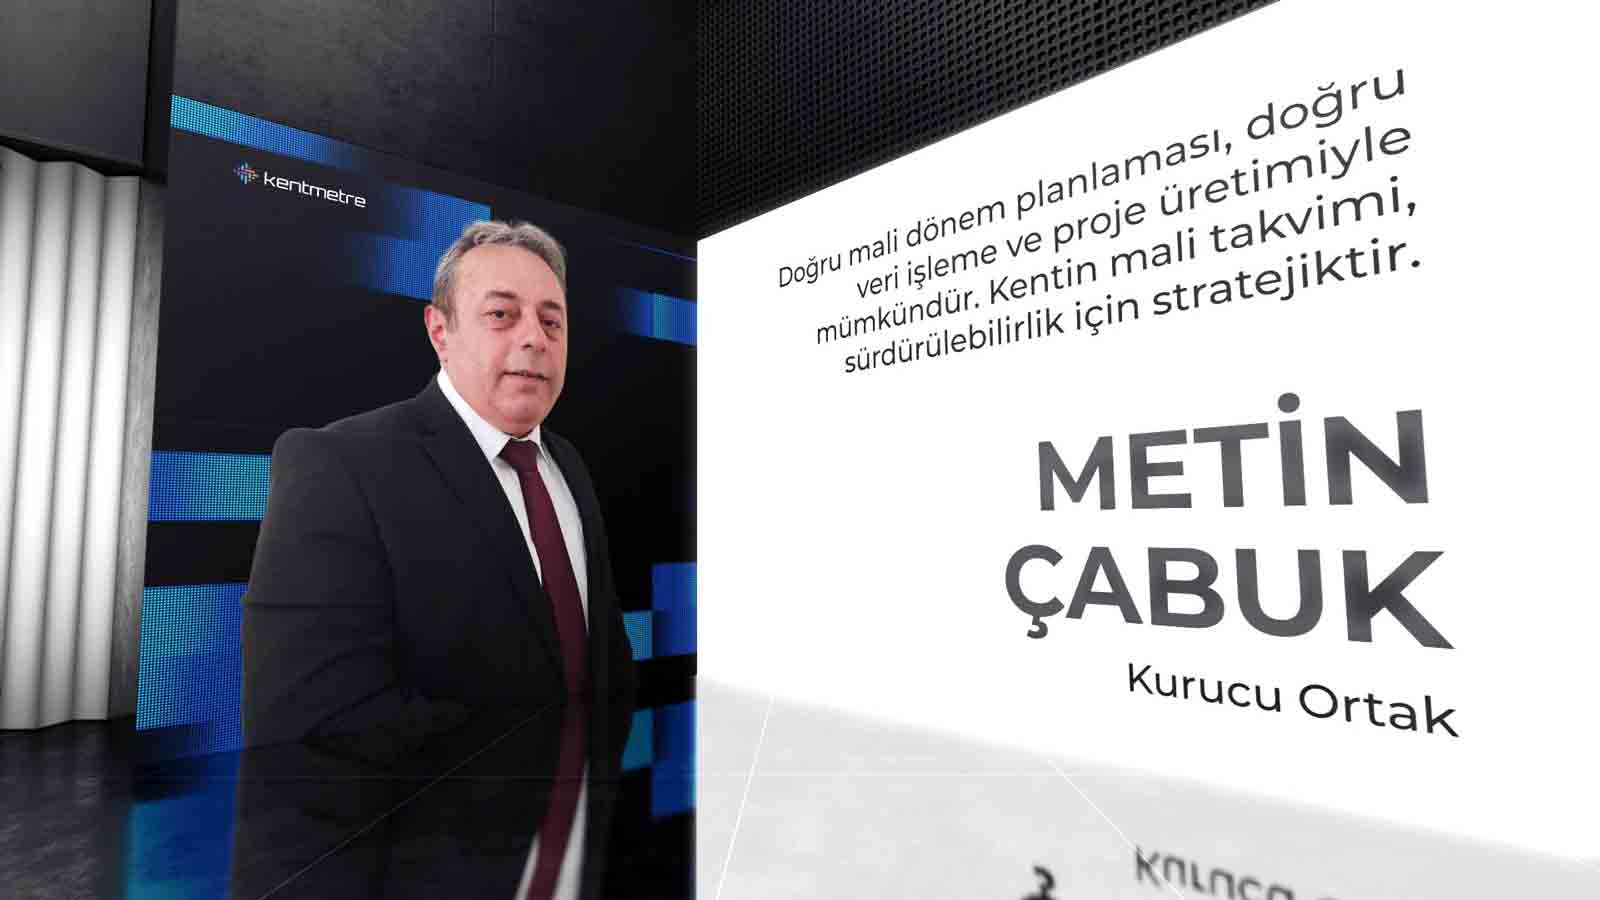 kentmetre
Doğru mali dönem planlaması, doğru
veri işleme ve proje üretimiyle
mümkündür. Kentin mali takvimi,
sürdürülebilirlik için stratejiktir.
METİN
ÇABUK
Kurucu Ortak